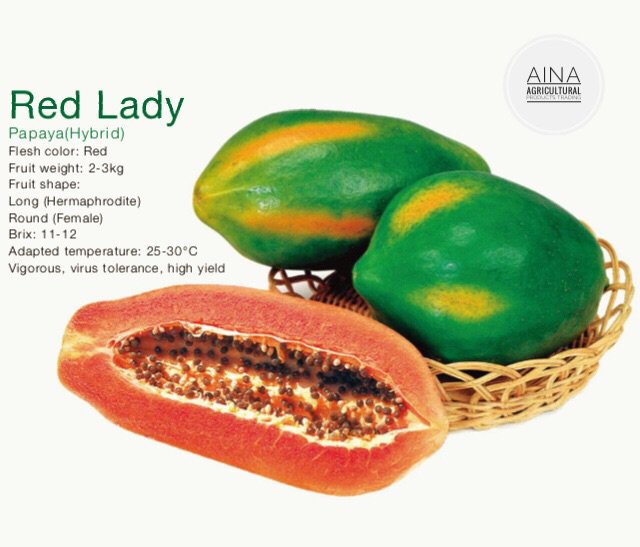 Red Lady
Papaya(Hybrid)
Flesh color: Red
Fruit weight: 2-3kg
Fruit shape:
Long (Hermaphrodite)
Round (Female)
Brix: 11-12
Adapted temperature: 25-30°C
Vigorous, virus tolerance, high yield
AINA
AGRICULTURAL
PRODUCTS TRADING